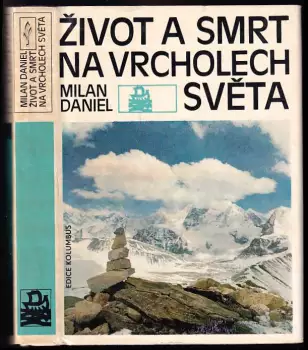 MILAN DANIEL
ŽIVOT A SMRT
NA VRCHOLECH SVĚTA
ŽIVOT A SMRT
NA VRCHOLECH
MILAN
DANIEL
SVĚTA
EDICE KOLUMBUS